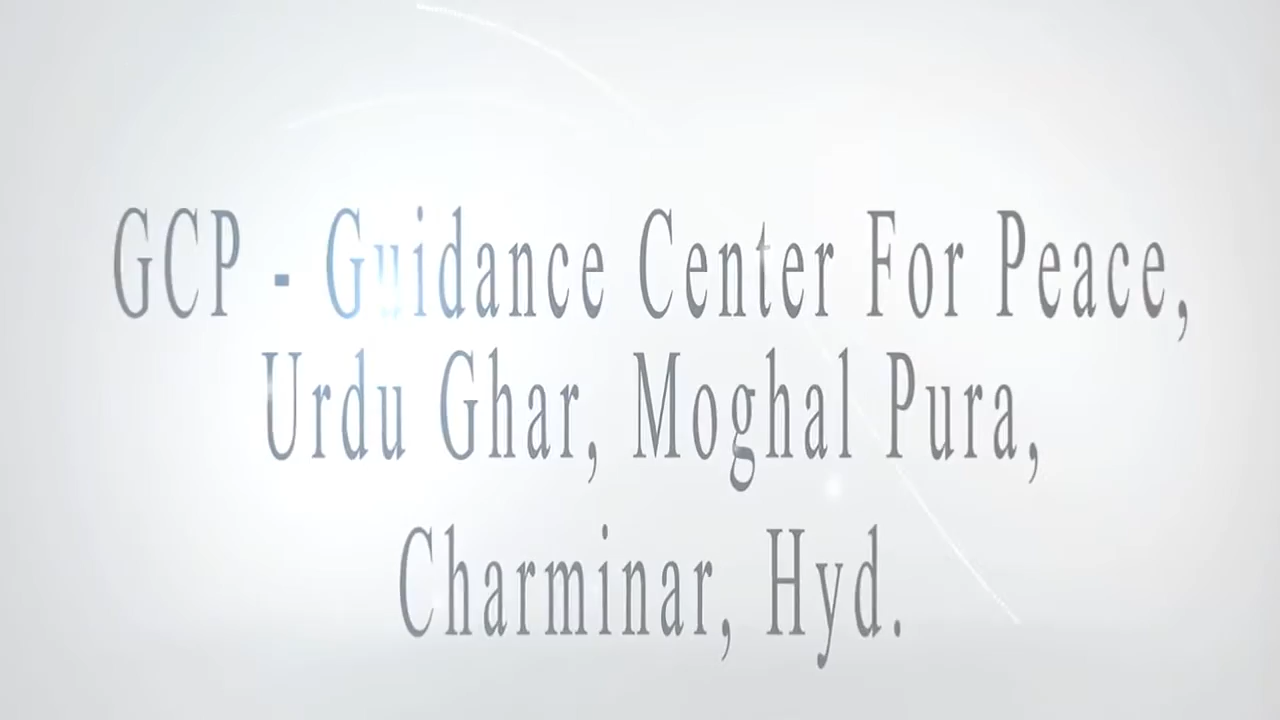 GCP - Guidance Center For Peace,
Urdu Ghar, Moghal Pura,
Charminar, Hyd.